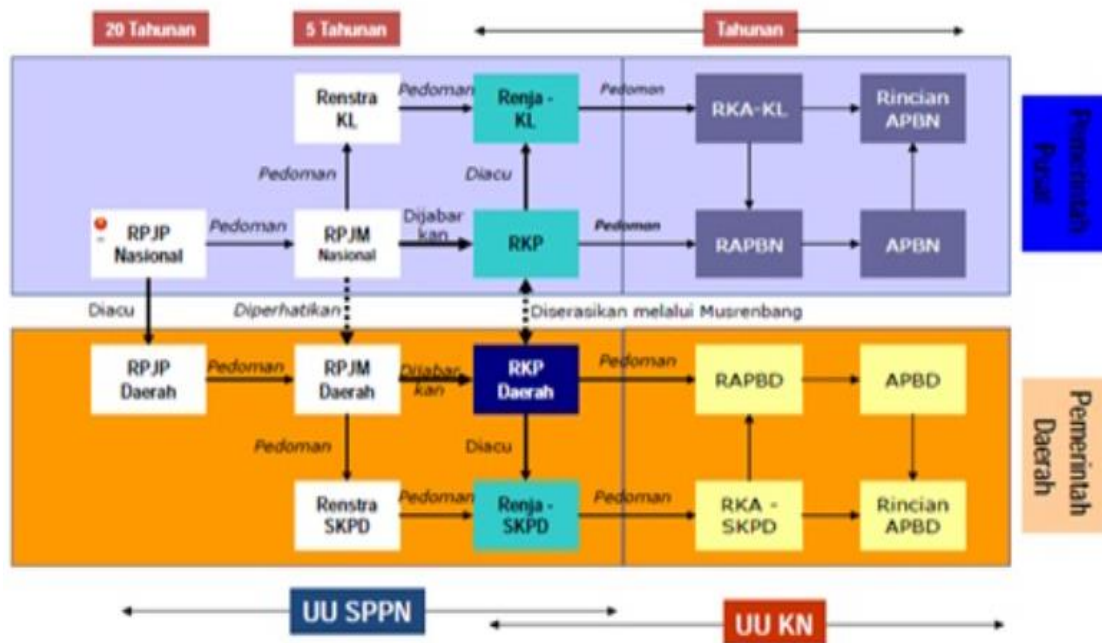 20 Tahunan
5 Tahunan
Tahunan
Renstra
KL
Pedoman
Renja -
KL
Pedoman
RKA-KL
Rincian
APBN
Pemerintah
Pusat
Pedoman
Diacu
RPJP
Nasional
Pedoman
RPJM
Nasional
Dijabar
kan
RKP
Pedoman
RAPBN
APBN
Diacu
Diperhatikan
Diserasikan melalui Musrenbang
RPJP
Daerah
Pedoman
RPJM
Daerah
Dijabar
kan
RKP
Daerah
Pedoman
RAPBD
APBD
Pemerintah
Daerah
Pedoman
Diacu
Renstra
SKPD
Pedoman
Renja -
SKPD
Pedoman
RKA -
SKPD
Rincian
APBD
UU SPPN
UU KN